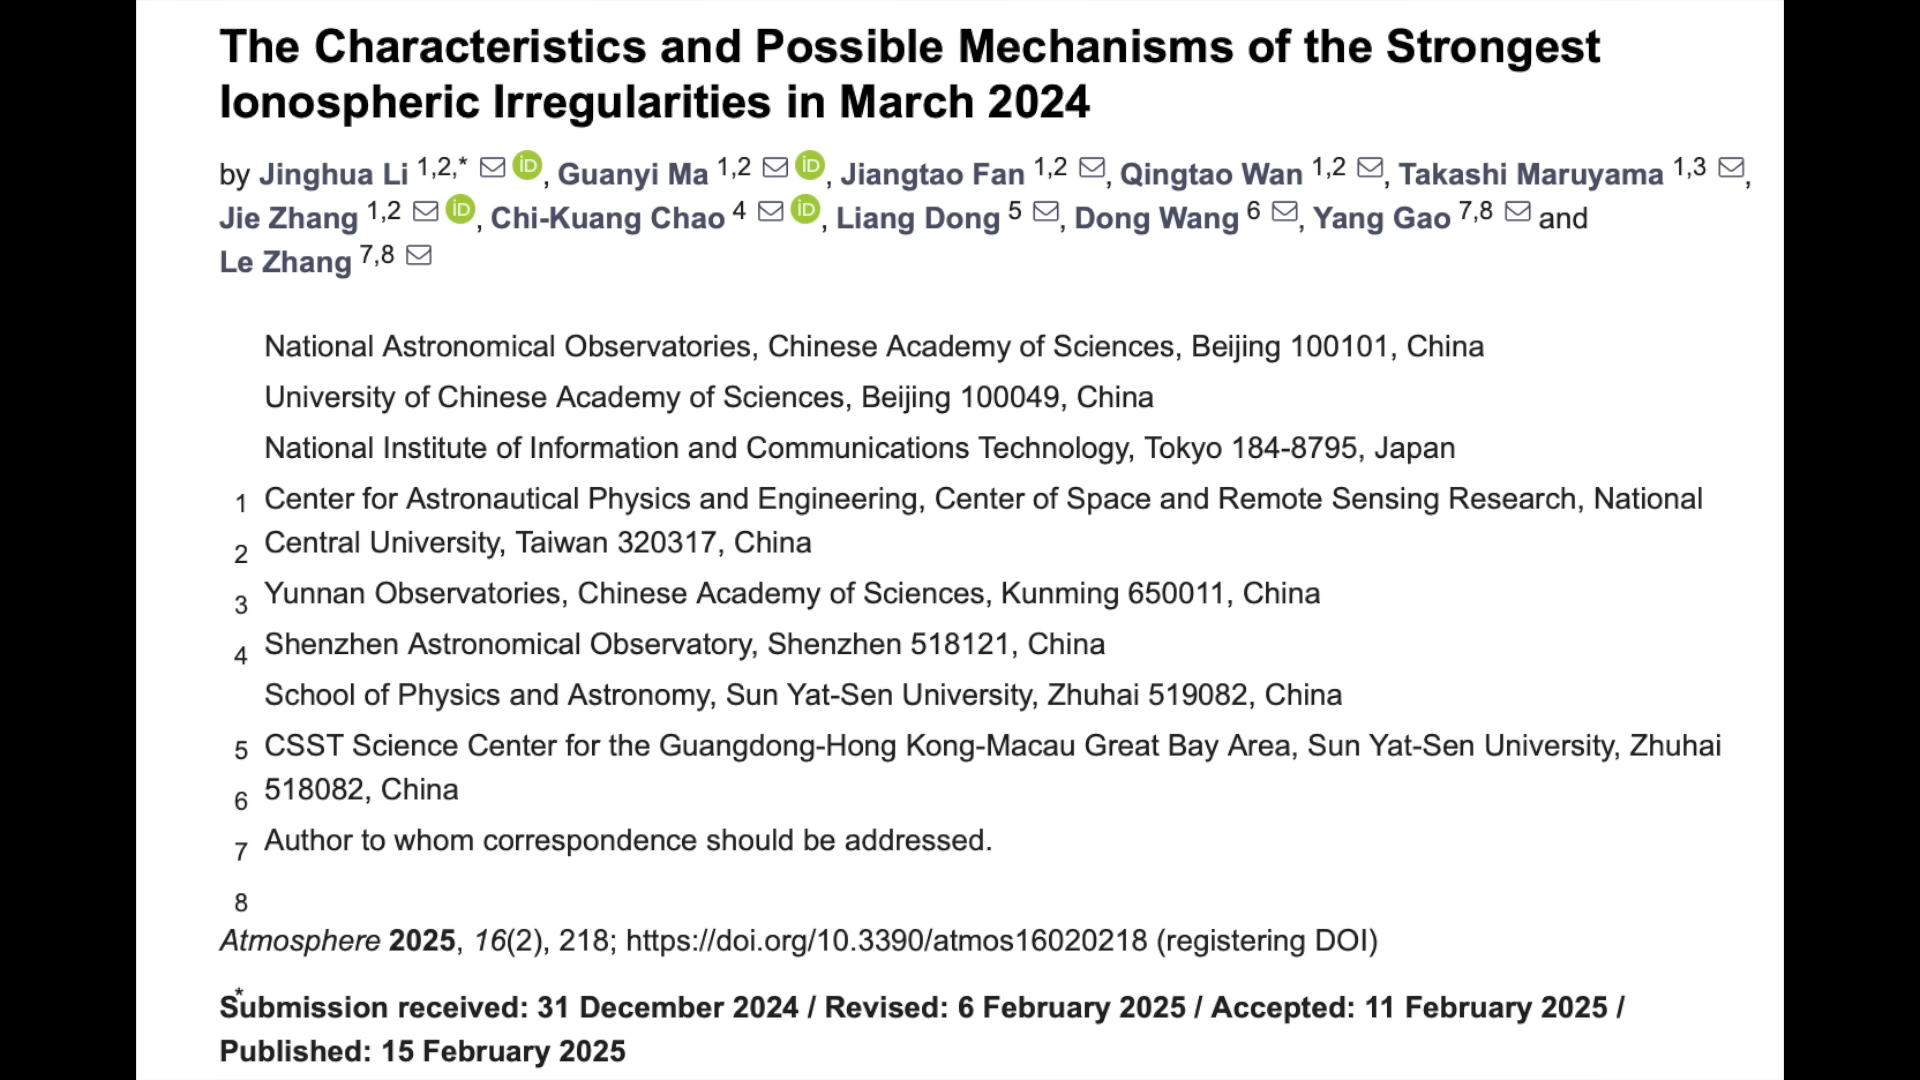 The Characteristics and Possible Mechanisms of the Strongest
Ionospheric Irregularities in March 2024
by Jinghua Li 1,2,* iD, Guanyi Ma 1,2 iD, Jiangtao Fan 1,2, Qingtao Wan 1,2, Takashi Maruyama 1,3,
Jie Zhang 1,2 iD, Chi-Kuang Chao 4 iD, Liang Dong 5, Dong Wang 6, Yang Gao 7,8 and
Le Zhang 7,8
National Astronomical Observatories, Chinese Academy of Sciences, Beijing 100101, China
University of Chinese Academy of Sciences, Beijing 100049, China
National Institute of Information and Communications Technology, Tokyo 184-8795, Japan
1 Center for Astronautical Physics and Engineering, Center of Space and Remote Sensing Research, National
2 Central University, Taiwan 320317, China
3 Yunnan Observatories, Chinese Academy of Sciences, Kunming 650011, China
4 Shenzhen Astronomical Observatory, Shenzhen 518121, China
School of Physics and Astronomy, Sun Yat-Sen University, Zhuhai 519082, China
5 CSST Science Center for the Guangdong-Hong Kong-Macau Great Bay Area, Sun Yat-Sen University, Zhuhai
6 518082, China
7 Author to whom correspondence should be addressed.
8
Atmosphere 2025, 16(2), 218; https://doi.org/10.3390/atmos16020218 (registering DOI)
*
Submission received: 31 December 2024 / Revised: 6 February 2025 / Accepted: 11 February 2025 /
Published: 15 February 2025